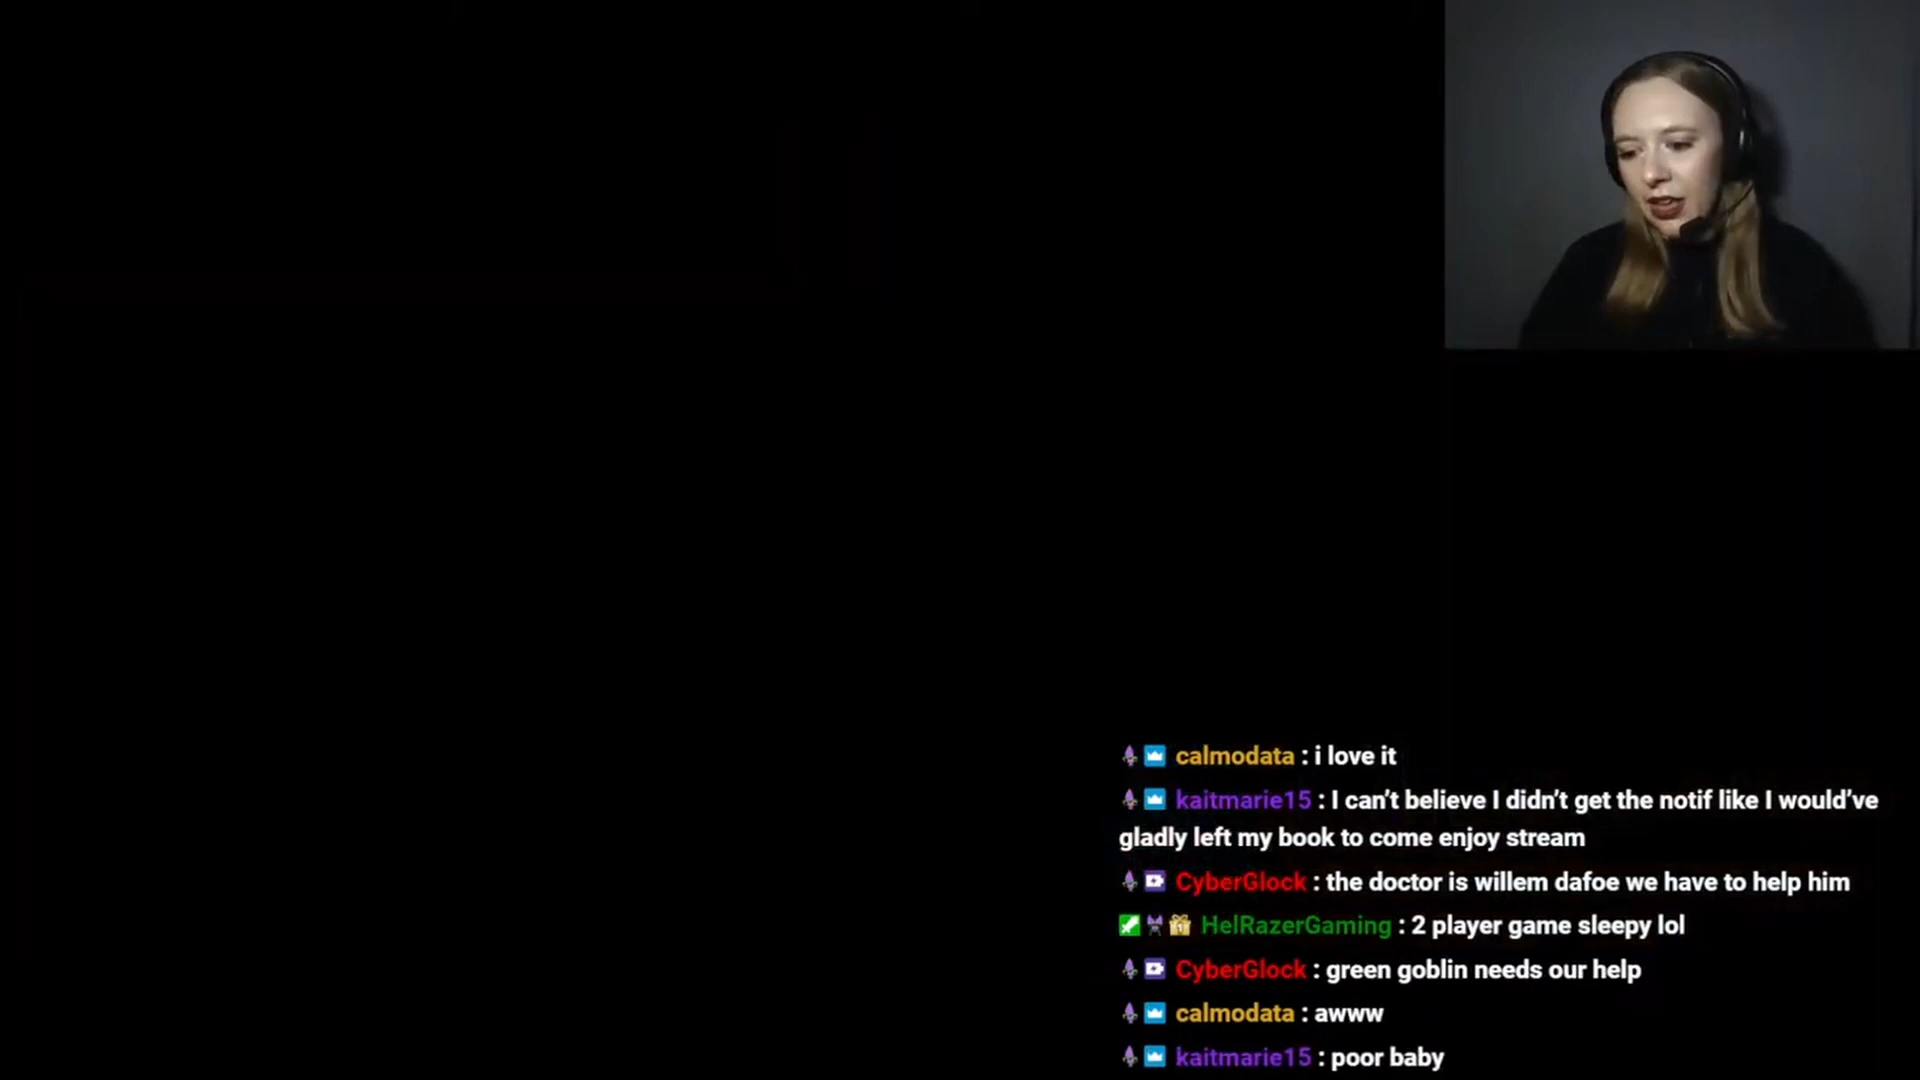 calmodata : i love it
kaitmarie15 : I can’t believe I didn’t get the notif like I would’ve
gladly left my book to come enjoy stream
CyberGlock : the doctor is willem dafoe we have to help him
HelRazerGaming : 2 player game sleepy lol
CyberGlock : green goblin needs our help
calmodata : awww
kaitmarie15 : poor baby